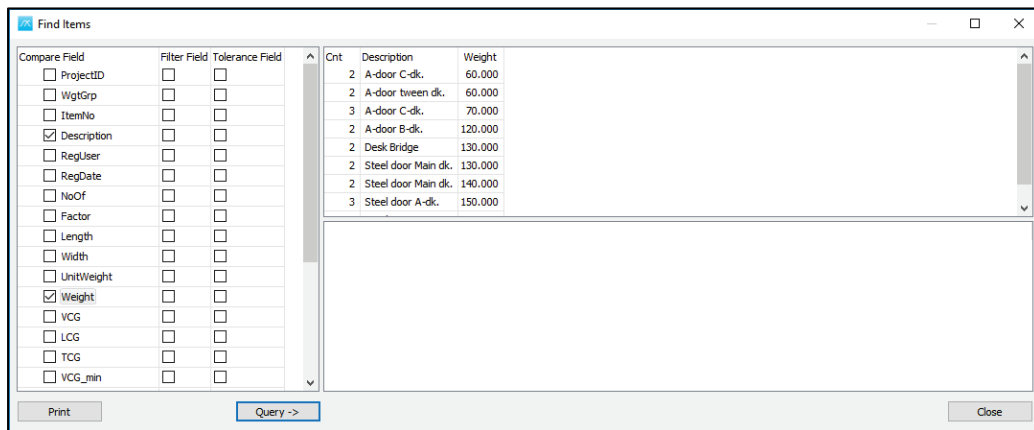 Find Items
Compare Field Filter Field Tolerance Field
ProjectID
WgtGrp
ItemNo
Description
RegUser
RegDate
NoOf
Factor
Length
Width
UnitWeight
Weight
VCG
LCG
TCG
VCG_min
Cnt Description Weight
2 A-door C-dk. 60.000
2 A-door tween dk. 60.000
3 A-door C-dk. 70.000
2 A-door B-dk. 120.000
2 Desk Bridge 130.000
2 Steel door Main dk. 130.000
2 Steel door Main dk. 140.000
3 Steel door A-dk. 150.000
Print Query -> Close